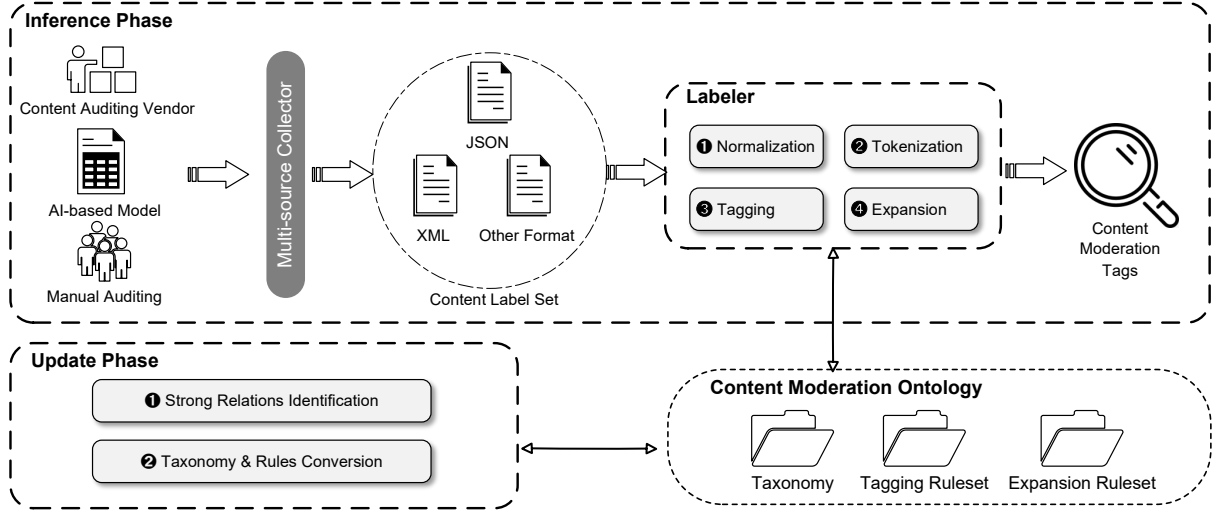 Inference Phase
Content Auditing Vendor
AI-based Model
Manual Auditing
Multi-source Collector
JSON
XML
Other Format
Content Label Set
Labeler
❶ Normalization
❷ Tokenization
❸ Tagging
❹ Expansion
Content
Moderation
Tags
Update Phase
❶ Strong Relations Identification
❷ Taxonomy & Rules Conversion
Content Moderation Ontology
Taxonomy
Tagging Ruleset
Expansion Ruleset